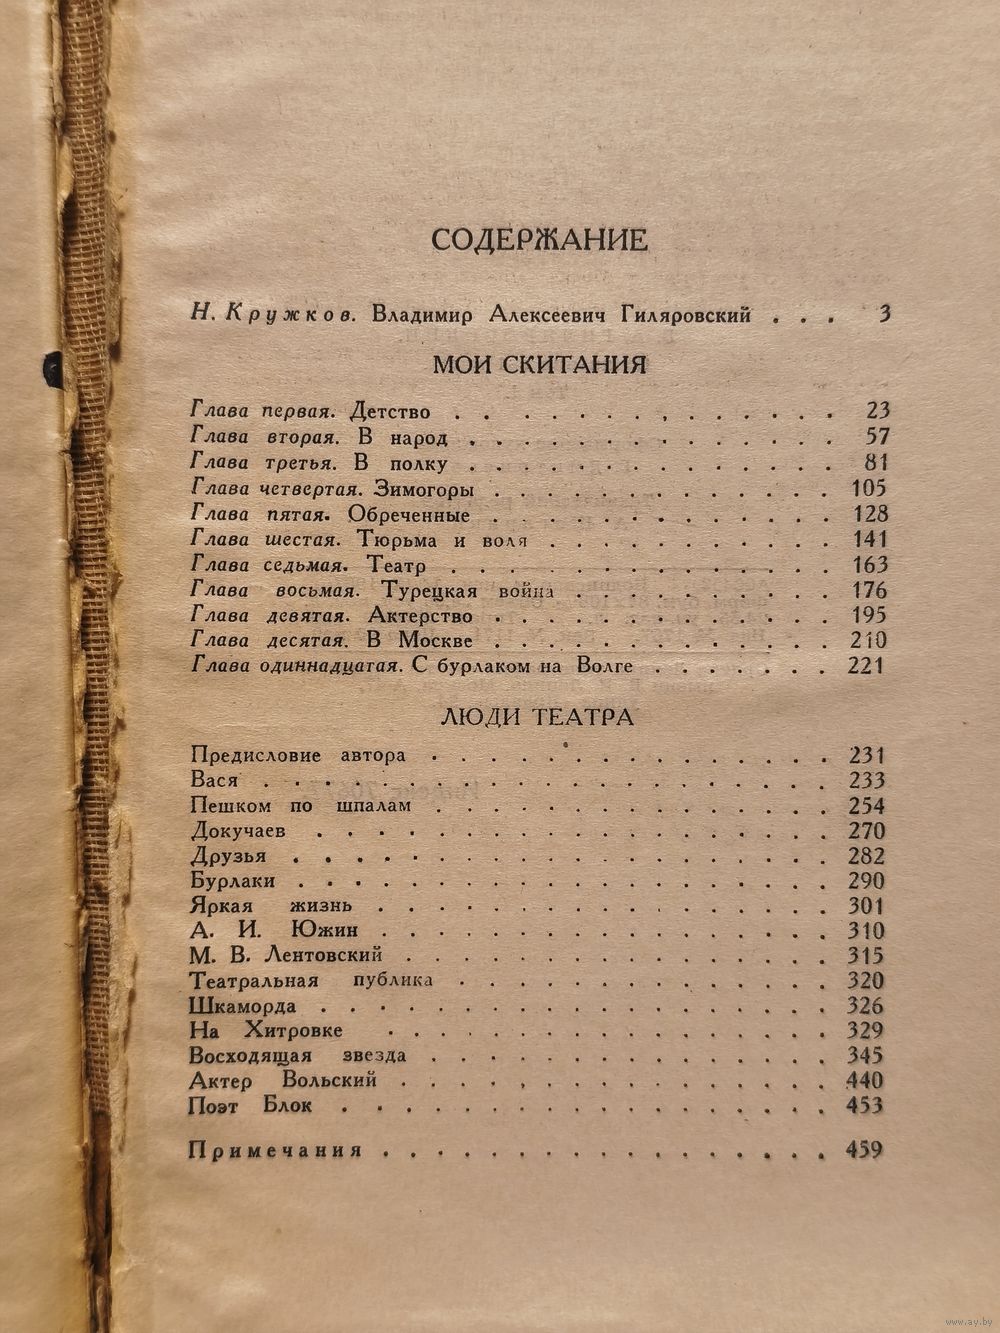 СОДЕРЖАНИЕ
Н. Кружков. Владимир Алексеевич Гиляровский . . . 3
МОИ СКИТАНИЯ
Глава первая. Детство . . . . . . . . . . . . . 23
Глава вторая. В народ . . . . . . . . . . . . . 57
Глава третья. В полку . . . . . . . . . . . . . 81
Глава четвертая. Зимогоры . . . . . . . . . . . . 105
Глава пятая. Обреченные . . . . . . . . . . . . 128
Глава шестая. Тюрьма и воля . . . . . . . . . . 141
Глава седьмая. Театр . . . . . . . . . . . . . 163
Глава восьмая. Турецкая война . . . . . . . . . 176
Глава девятая. Актерство . . . . . . . . . . . . 195
Глава десятая. В Москве . . . . . . . . . . . . 210
Глава одиннадцатая. С бурлаком на Волге . . . . . . . 221
ЛЮДИ ТЕАТРА
Предисловие автора . . . . . . . . . . . . . 231
Вася . . . . . . . . . . . . . . . . . . 233
Пешком по шпалам . . . . . . . . . . . . . 254
Докучаев . . . . . . . . . . . . . . . . . 270
Друзья . . . . . . . . . . . . . . . . . . 282
Бурлаки . . . . . . . . . . . . . . . . . . 290
Яркая жизнь . . . . . . . . . . . . . . . 301
А. И. Южин . . . . . . . . . . . . . . . 310
М. В. Лентовский . . . . . . . . . . . . . . 315
Театральная публика . . . . . . . . . . . . 320
Шкаморда . . . . . . . . . . . . . . . . . 326
На Хитровке . . . . . . . . . . . . . . . 329
Восходящая звезда . . . . . . . . . . . . . 345
Актер Вольский . . . . . . . . . . . . . . 440
Поэт Блок . . . . . . . . . . . . . . . . 453
Примечания . . . . . . . . . . . . . . . . 459
www.ay.by